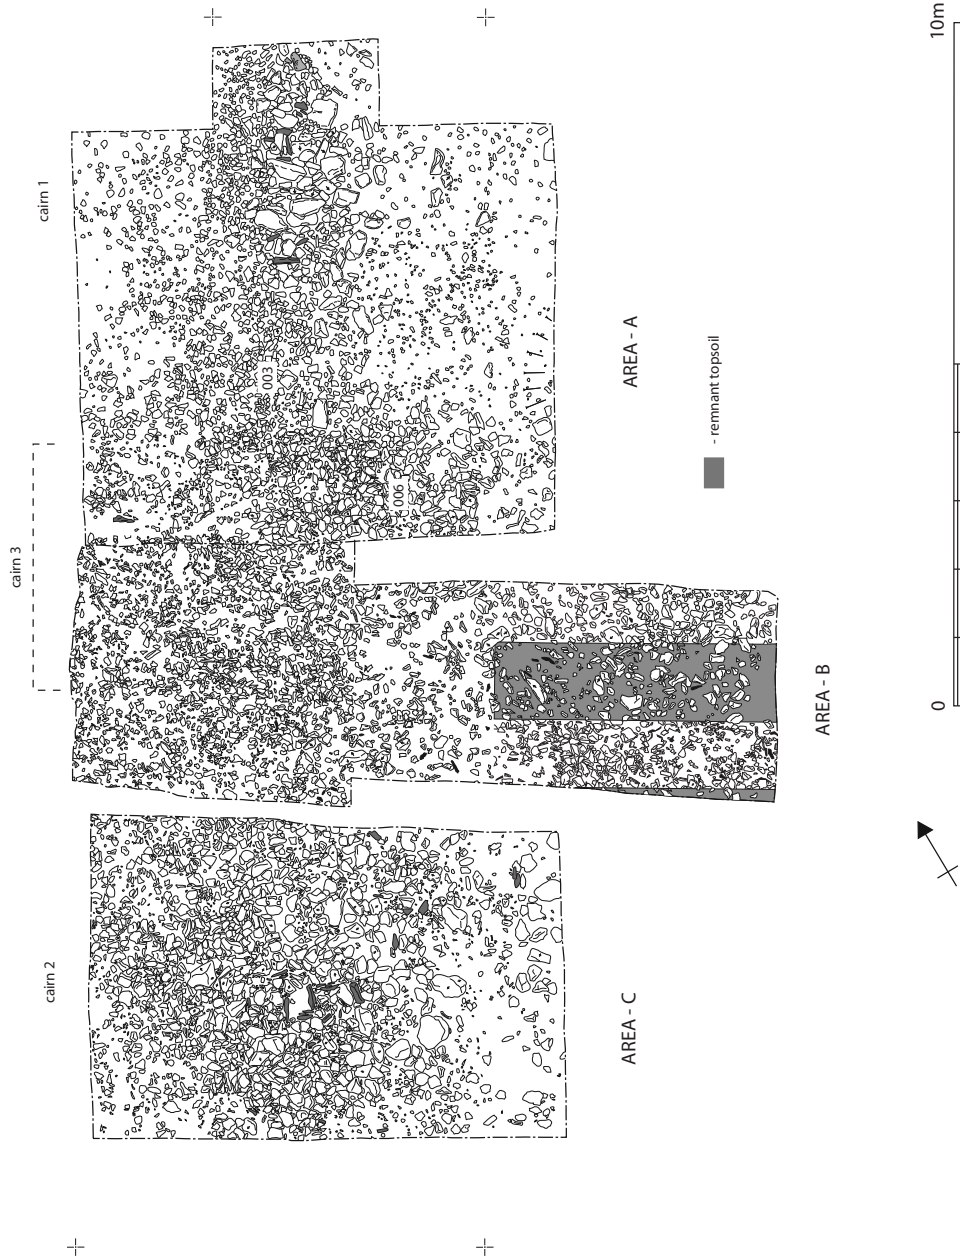 cairn 1
cairn 3
cairn 2
003
006
AREA - A
AREA - B
AREA - C
- remnant topsoil
0
10m